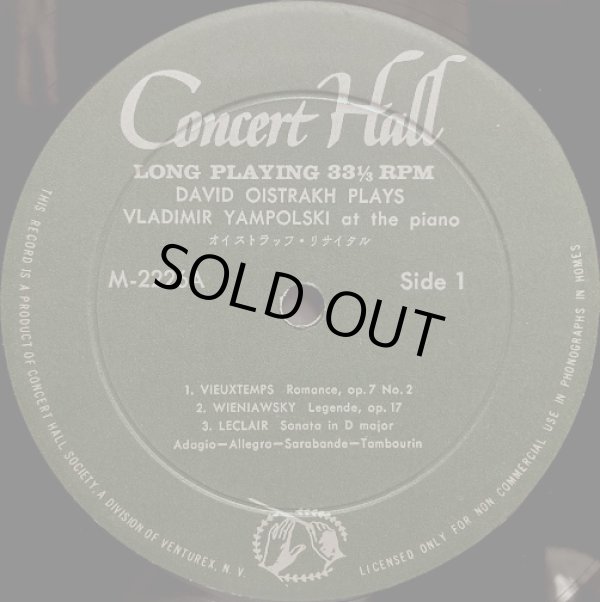 Concert Hall
LONG PLAYING 33⅓ RPM
DAVID OISTRAKH PLAYS
VLADIMIR YAMPOLSKI at the piano
オイストラッフ・リサイタル
Side 1
SOLD OUT
1. VIEUXTEMPS Romance, op. 7 No. 2
2. WIENIAWSKY Legende, op. 17
3. LECLAIR Sonata in D major
Adagio—Allegro—Sarabande—Tambourin
THIS RECORD IS A PRODUCT OF CONCERT HALL SOCIETY, A DIVISION OF VENTUREX, N. V.
LICENSED ONLY FOR NON COMMERCIAL USE IN PHONOGRAPHS IN HOMES